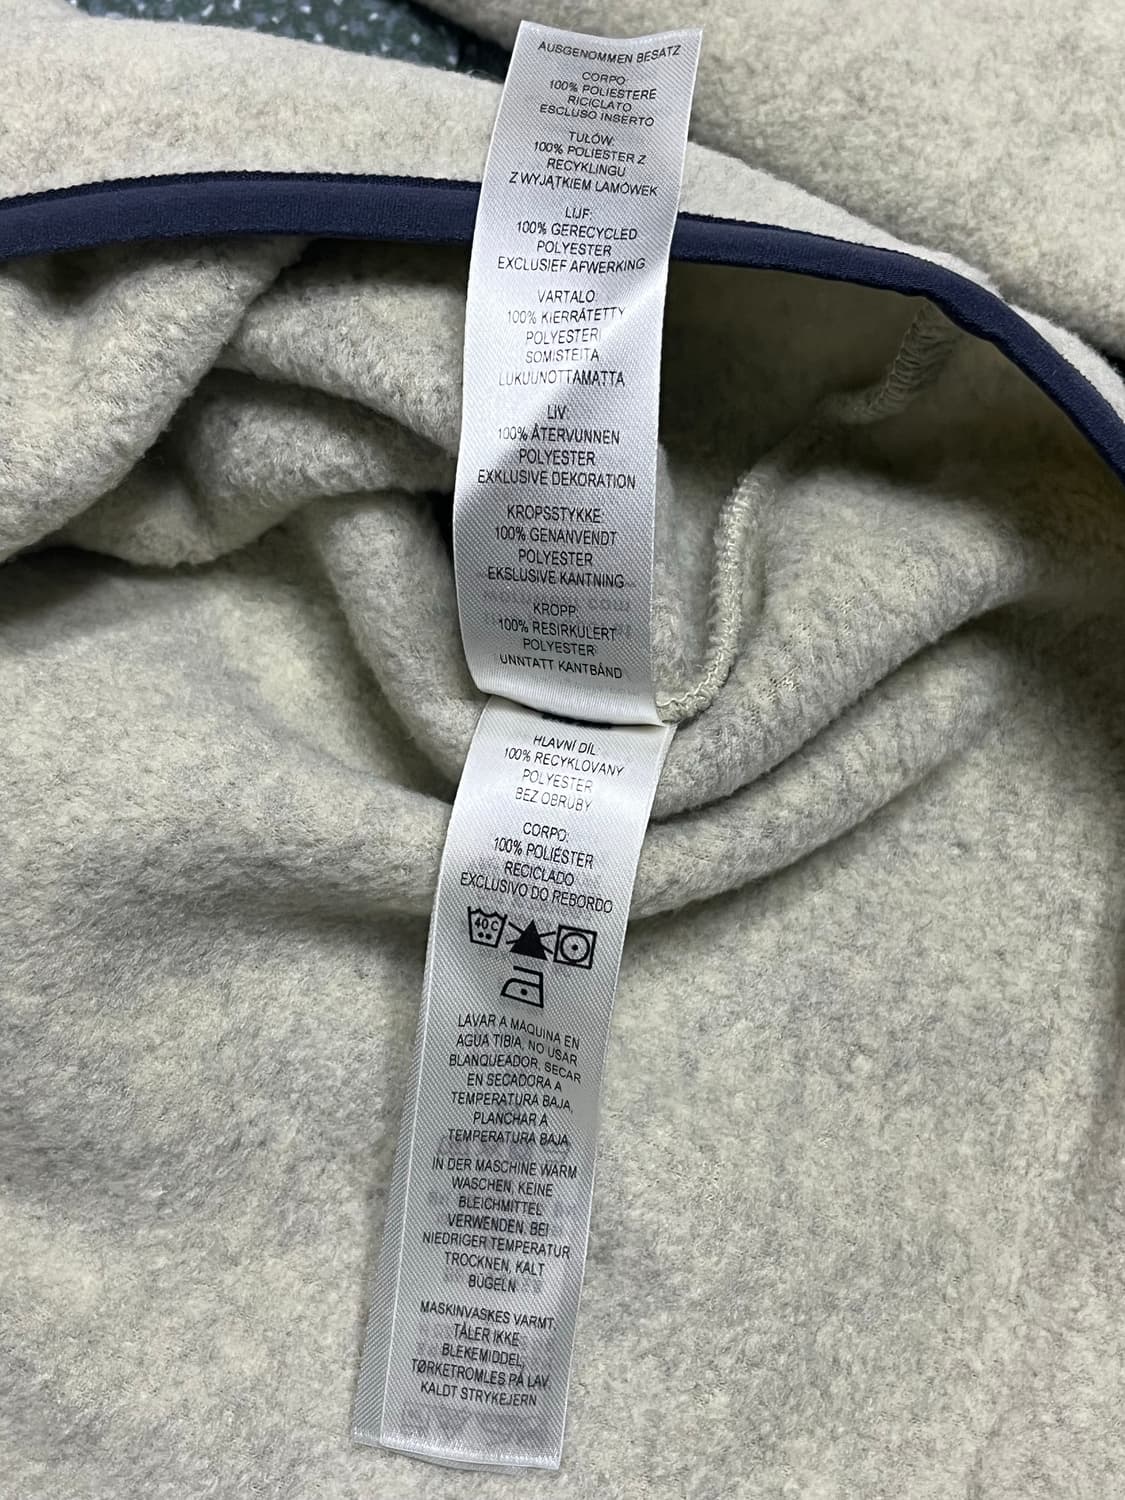 AUSGENOMMEN BESATZ
CORPO:
100% POLIESTERE
RICICLATO
ESCLUSO INSERTO
TUŁÓW:
100% POLIESTER Z
RECYKLINGU
Z WYJĄTKIEM LAMÓWEK
LIJF:
100% GERECYCLED
POLYESTER
EXCLUSIEF AFWERKING
VARTALO:
100% KIERRÄTETTY
POLYESTERI
SOMISTEITA
LUKUUNOTTAMATTA
LIV:
100% ÅTERVUNNEN
POLYESTER
EXKLUSIVE DEKORATION
KROPSSTYKKE:
100% GENANVENDT
POLYESTER
EKSLUSIVE KANTNING
KROPP:
100% RESIRKULERT
POLYESTER
UNNTATT KANTBÅND
HLAVNÍ DÍL:
100% RECYKLOVANÝ
POLYESTER
BEZ OBRUBY
CORPO:
100% POLIÉSTER
RECICLADO
EXCLUSIVO DO REBORDO
40 C
LAVAR A MAQUINA EN
AGUA TIBIA, NO USAR
BLANQUEADOR, SECAR
EN SECADORA A
TEMPERATURA BAJA,
PLANCHAR A
TEMPERATURA BAJA
IN DER MASCHINE WARM
WASCHEN, KEINE
BLEICHMITTEL
VERWENDEN. BEI
NIEDRIGER TEMPERATUR
TROCKNEN, KALT
BÜGELN
MASKINVASKES VARMT.
TÅLER IKKE
BLEKEMIDDEL,
TØRKETROMLES PÅ LAV.
KALDT STRYKEJERN